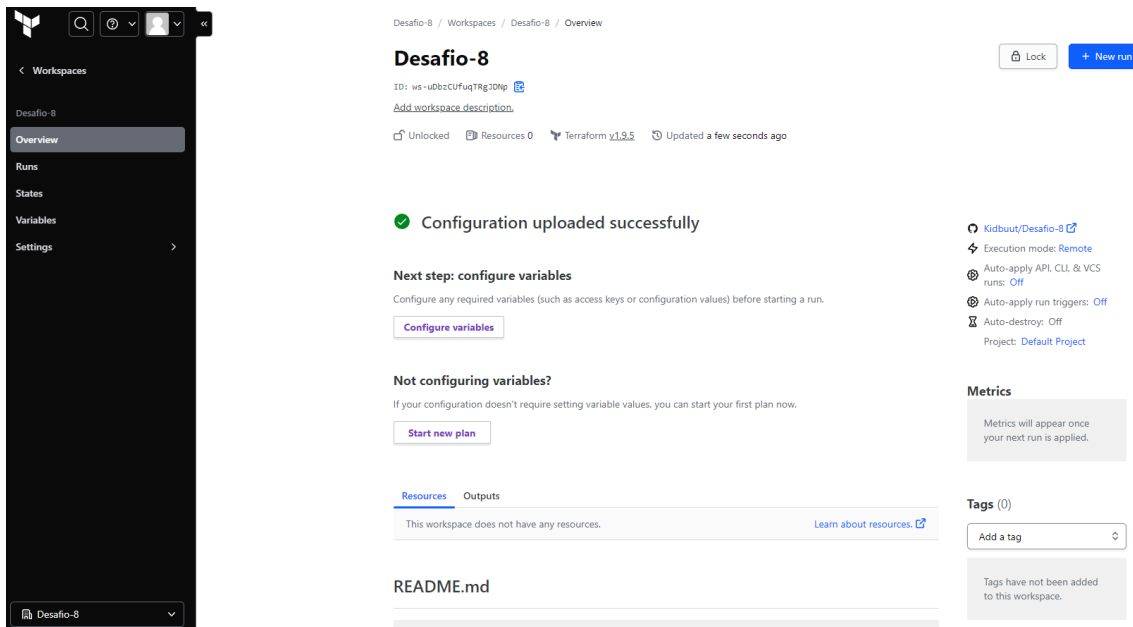 Workspaces
Desafio-8
Overview
Runs
States
Variables
Settings
Desafio-8
Desafio-8 / Workspaces / Desafio-8 / Overview
Desafio-8
Lock
+ New run
ID: ws-uDbzCUfuqTRgJDNp
Add workspace description.
Unlocked Resources 0 Terraform v1.9.5 Updated a few seconds ago
Configuration uploaded successfully
Next step: configure variables
Configure any required variables (such as access keys or configuration values) before starting a run.
Configure variables
Not configuring variables?
If your configuration doesn't require setting variable values, you can start your first plan now.
Start new plan
Resources Outputs
This workspace does not have any resources. Learn about resources.
README.md
Kidbuut/Desafio-8
Execution mode: Remote
Auto-apply API, CLI, & VCS
runs: Off
Auto-apply run triggers: Off
Auto-destroy: Off
Project: Default Project
Metrics
Metrics will appear once
your next run is applied.
Tags (0)
Add a tag
Tags have not been added
to this workspace.